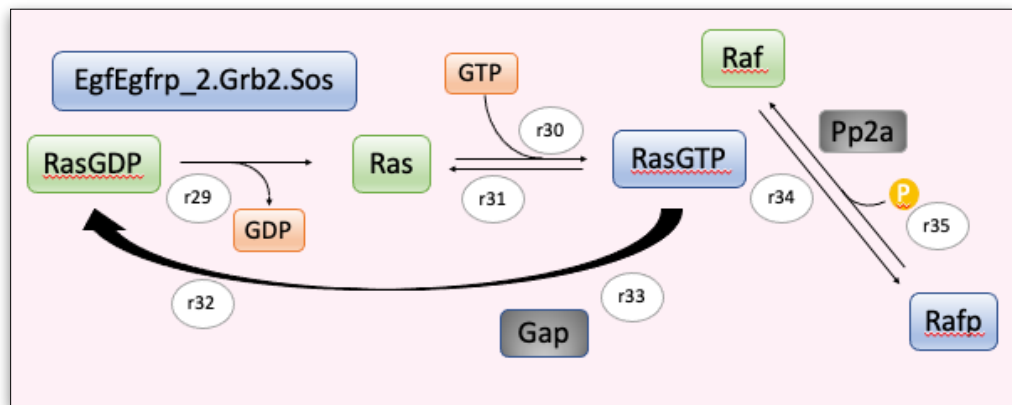 EgfEgfrp_2.Grb2.Sos
Raf
GTP
r30
Pp2a
RasGDP
Ras
RasGTP
r29
r31
r34
P
r35
GDP
r32
r33
Gap
Rafp